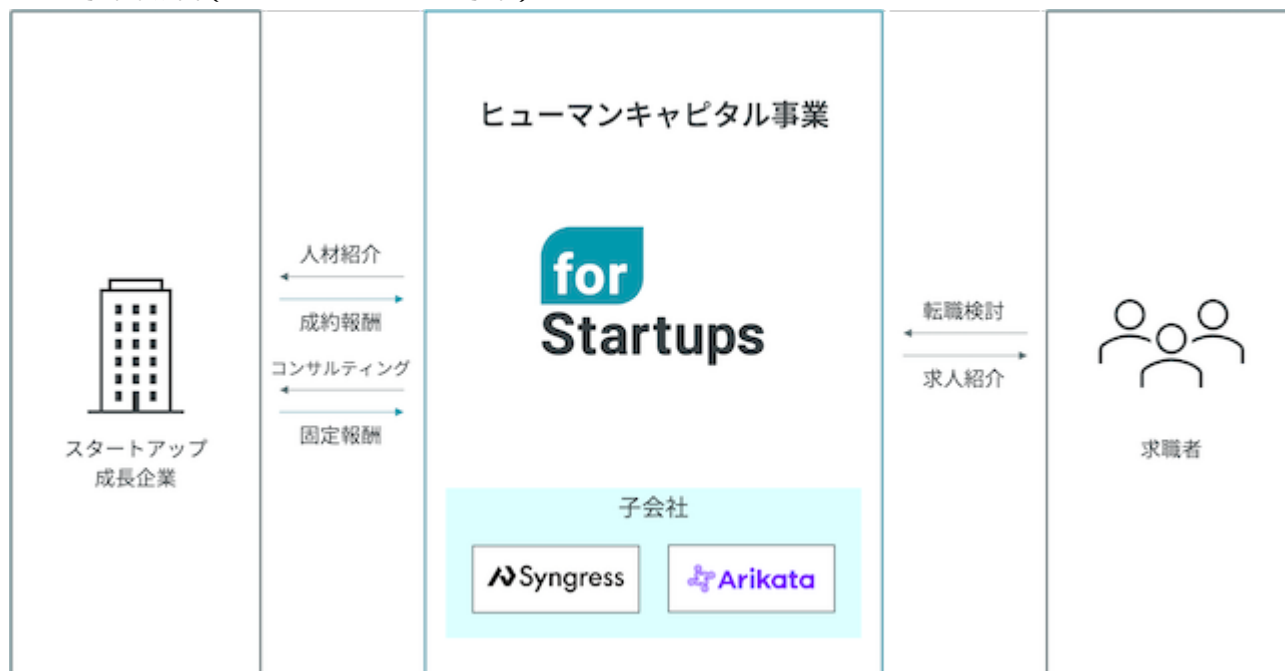 ヒューマンキャピタル事業
for
Startups
人材紹介
成約報酬
コンサルティング
固定報酬
スタートアップ
成長企業
転職検討
求人紹介
求職者
子会社
Syngress
Arikata